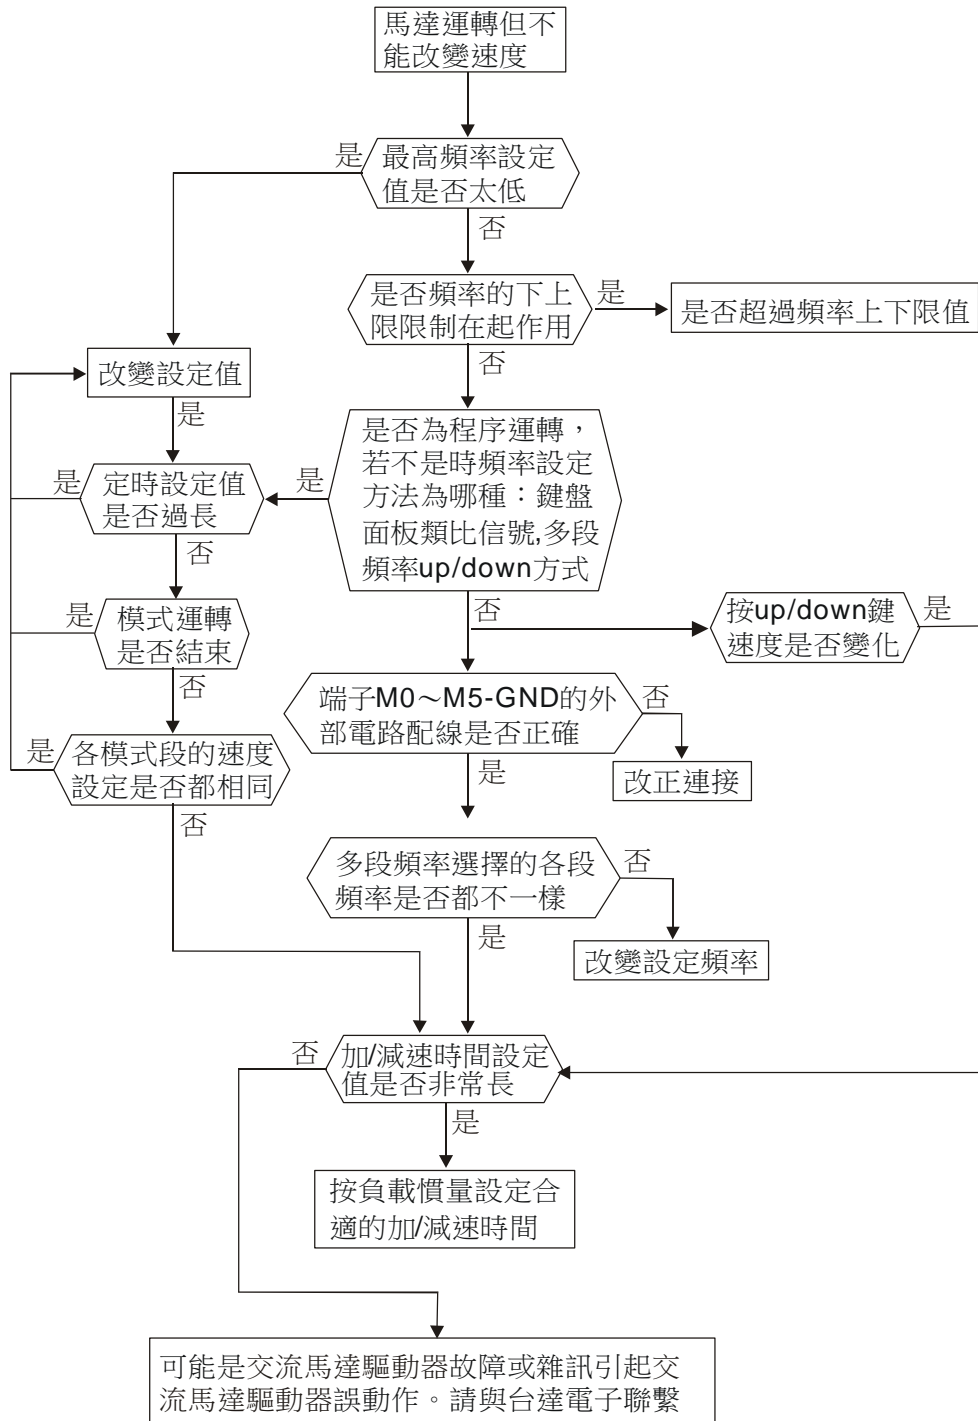 馬達運轉但不
能改變速度
是
最高頻率設定
值是否太低
否
是否頻率的下上
限限制在起作用
是
是否超過頻率上下限值
否
改變設定值
是
是否為程序運轉，
若不是時頻率設定
方法為哪種：鍵盤
面板類比信號,多段
頻率up/down方式
是
定時設定值
是否過長
是
否
否
是
模式運轉
是否結束
按up/down鍵
速度是否變化
是
否
端子M0～M5-GND的外
部電路配線是否正確
否
是
各模式段的速度
設定是否都相同
是
改正連接
否
多段頻率選擇的各段
頻率是否都不一樣
否
是
改變設定頻率
否
加/减速時間設定
值是否非常長
是
按負載慣量設定合
適的加/减速時間
可能是交流馬達驅動器故障或雜訊引起交
流馬達驅動器誤動作。請與台達電子聯繫